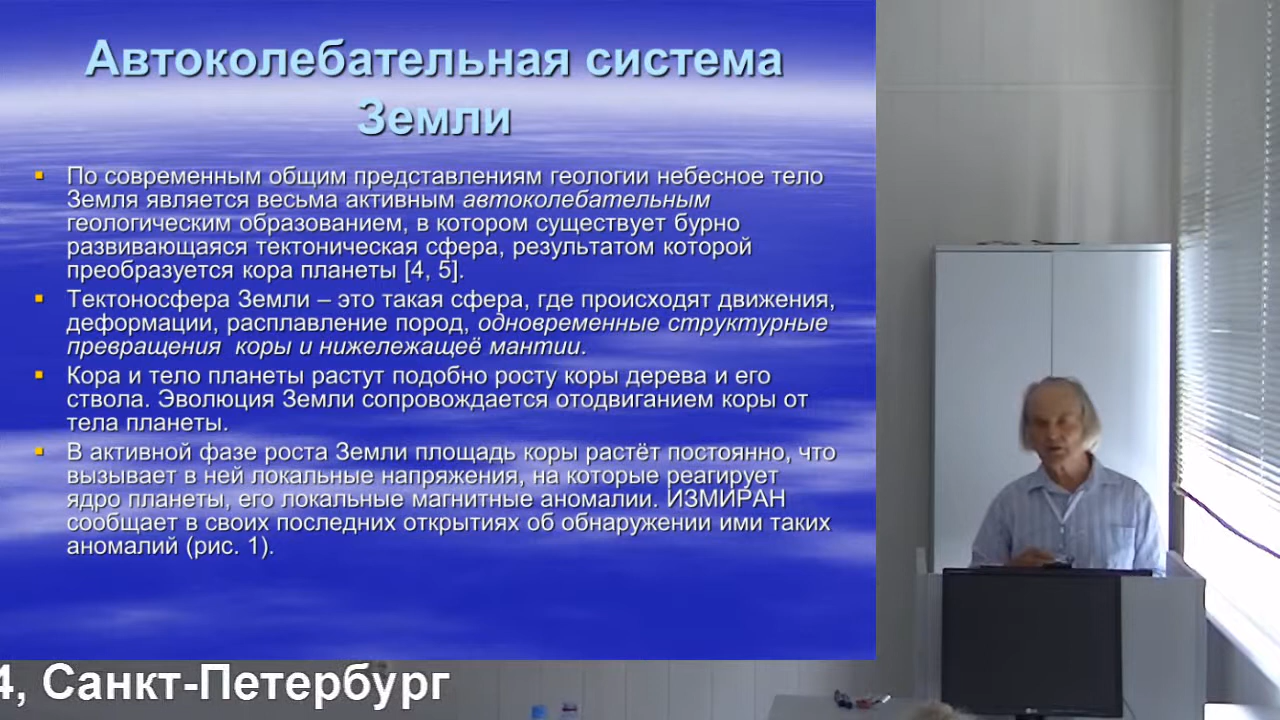 Автоколебательная система
Земли
По современным общим представлениям геологии небесное тело
Земля является весьма активным автоколебательным
геологическим образованием, в котором существует бурно
развивающаяся тектоническая сфера, результатом которой
преобразуется кора планеты [4, 5].
Тектоносфера Земли – это такая сфера, где происходят движения,
деформации, расплавление пород, одновременные структурные
превращения коры и нижележащеё мантии.
Кора и тело планеты растут подобно росту коры дерева и его
ствола. Эволюция Земли сопровождается отодвиганием коры от
тела планеты.
В активной фазе роста Земли площадь коры растёт постоянно, что
вызывает в ней локальные напряжения, на которые реагирует
ядро планеты, его локальные магнитные аномалии. ИЗМИРАН
сообщает в своих последних открытиях об обнаружении ими таких
аномалий (рис. 1).
4, Санкт-Петербург